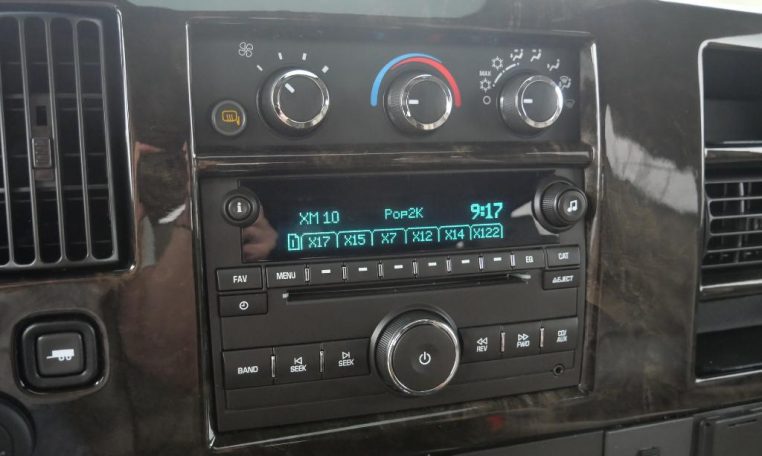 MAX
i
XM 10 Pop2K 9:17
1 X17 X15 X7 X12 X14 X122
FAV MENU EQ CAT
EJECT
BAND SEEK SEEK REV FWD CD/AUX